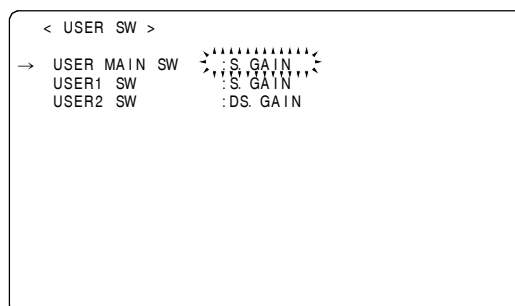 < USER SW >
→ USER MAIN SW :S. GAIN
USER1 SW :S. GAIN
USER2 SW :DS. GAIN